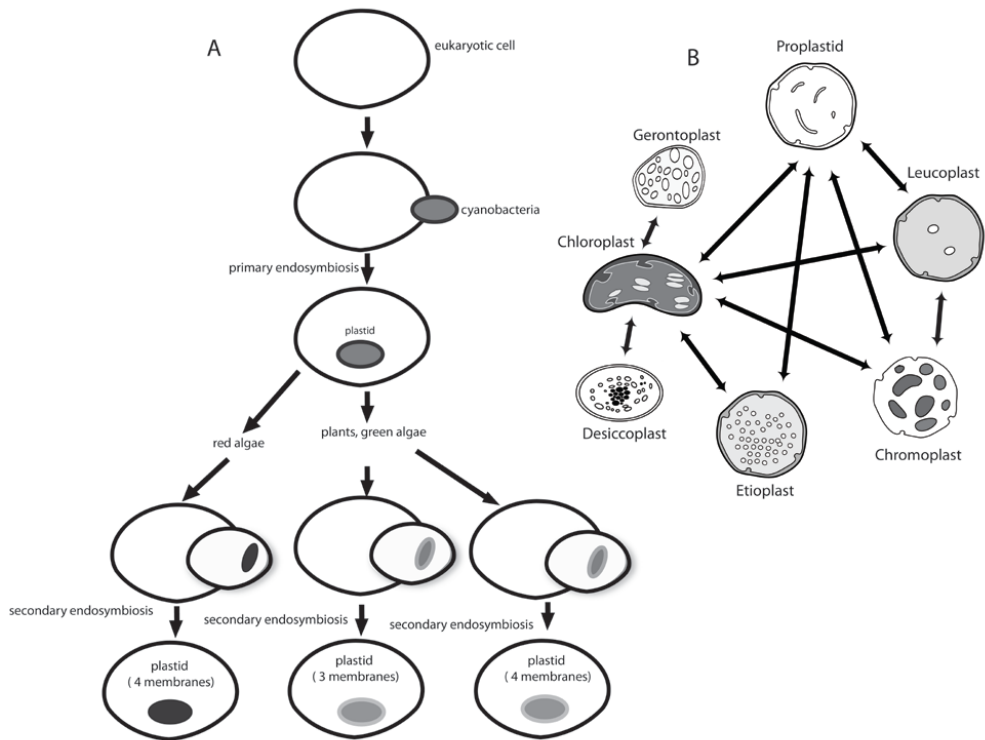 A
eukaryotic cell
cyanobacteria
primary endosymbiosis
plastid
red algae
plants, green algae
secondary endosymbiosis
secondary endosymbiosis
secondary endosymbiosis
plastid
( 4 membranes)
plastid
( 3 membranes)
plastid
( 4 membranes)
B
Proplastid
Gerontoplast
Leucoplast
Chloroplast
Desiccoplast
Etioplast
Chromoplast